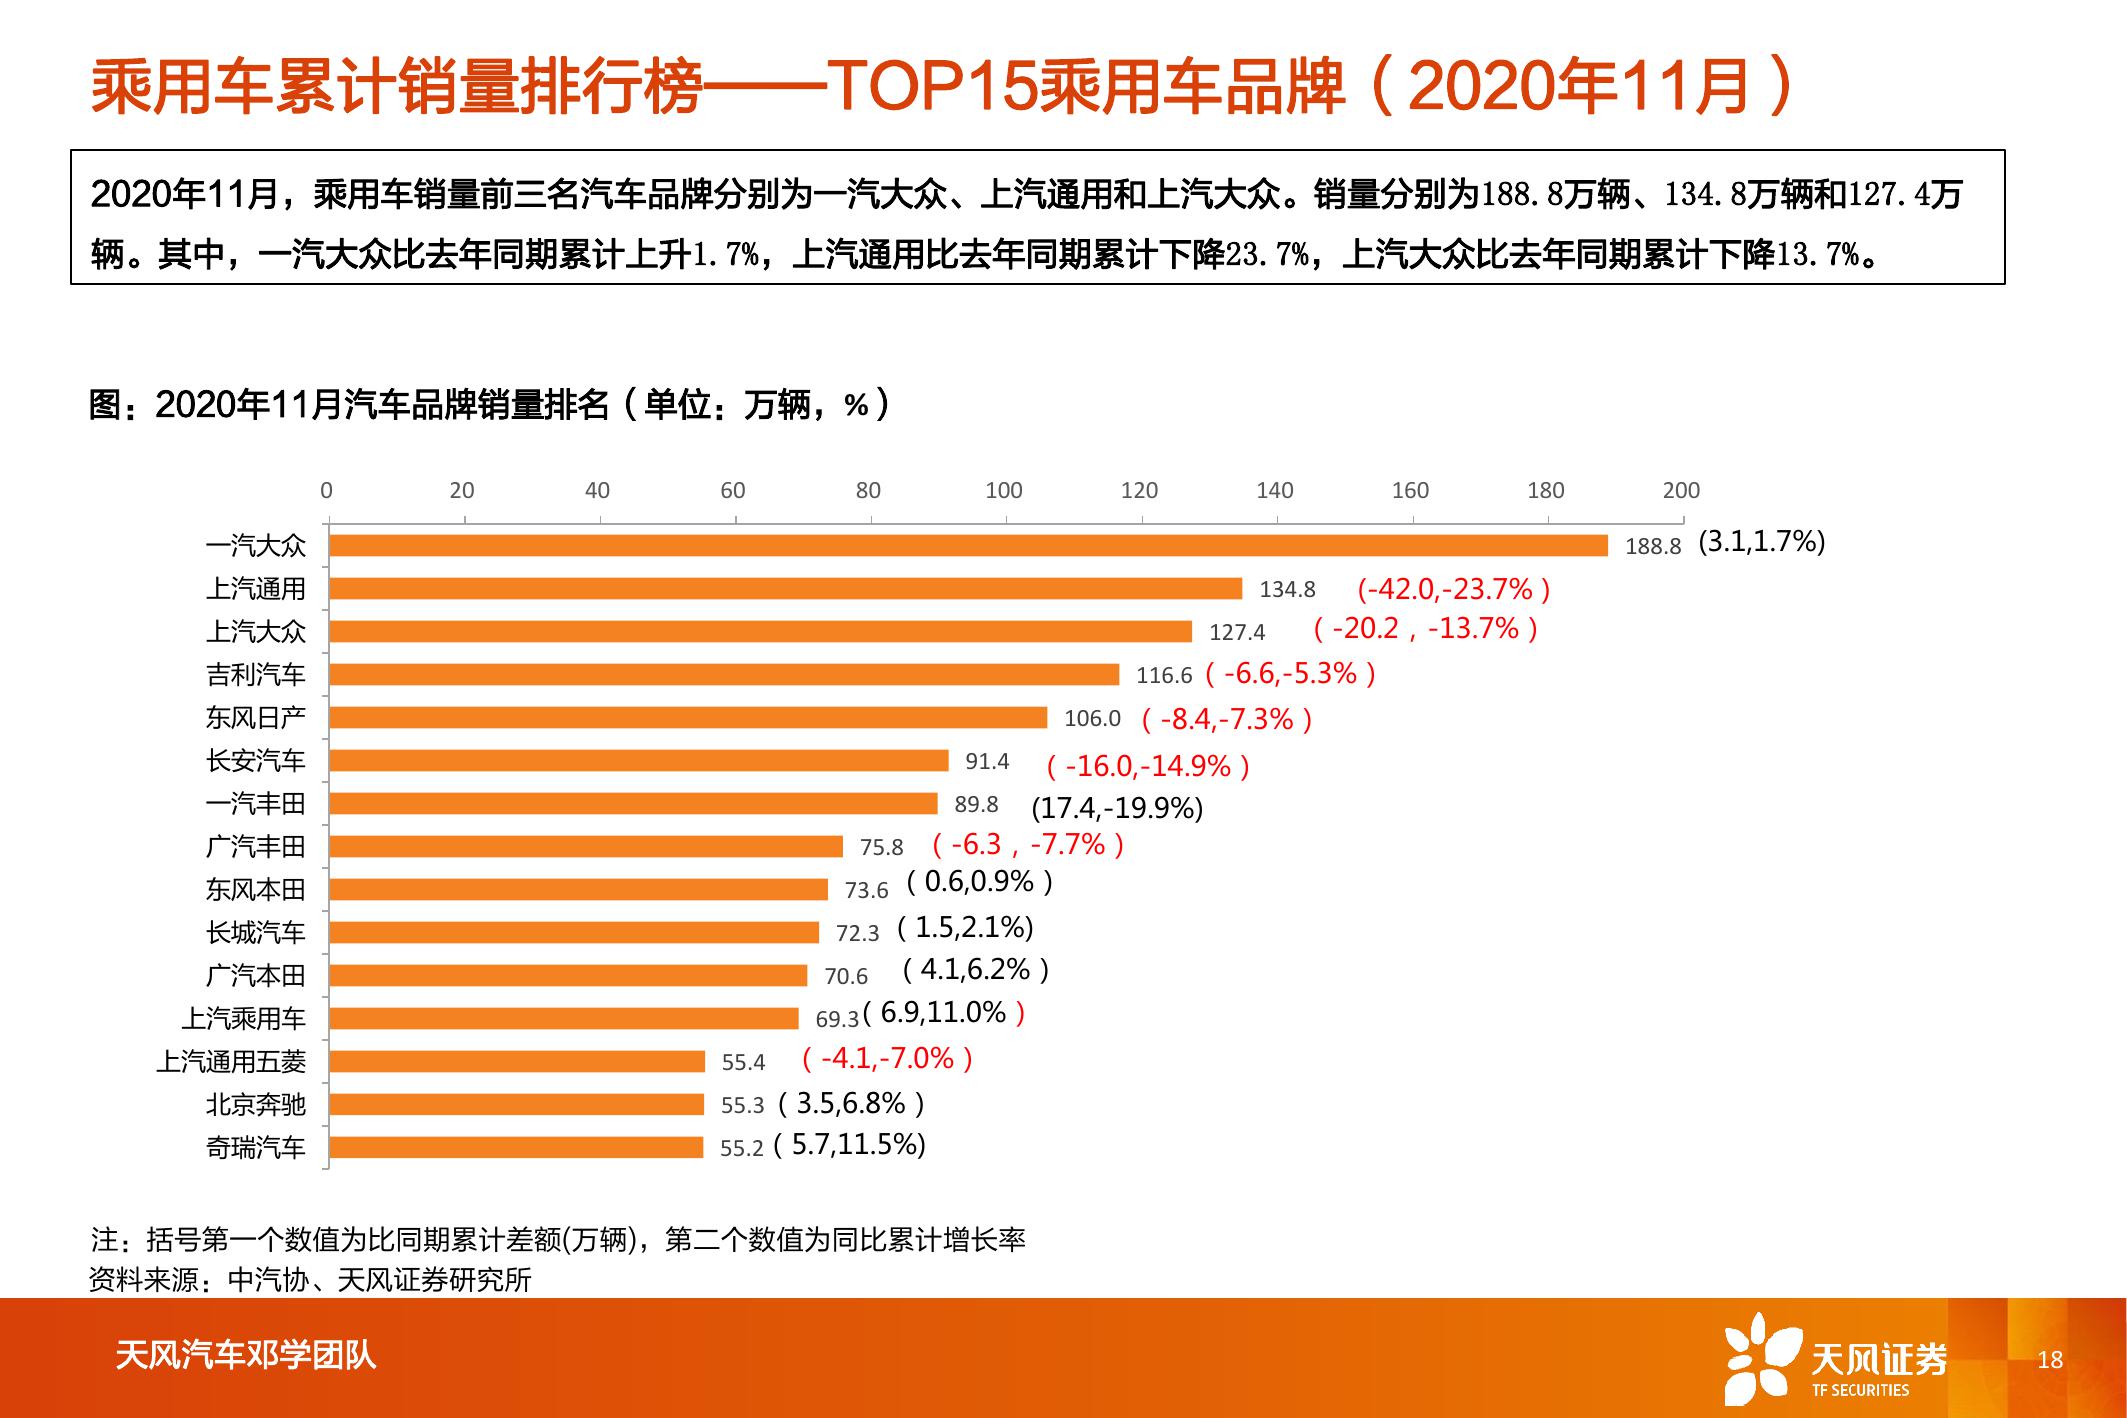 乘用车累计销量排行榜——TOP15乘用车品牌（2020年11月）
2020年11月，乘用车销量前三名汽车品牌分别为一汽大众、上汽通用和上汽大众。销量分别为188.8万辆、134.8万辆和127.4万
辆。其中，一汽大众比去年同期累计上升1.7%，上汽通用比去年同期累计下降23.7%，上汽大众比去年同期累计下降13.7%。
图：2020年11月汽车品牌销量排名（单位：万辆，%）
0 20 40 60 80 100 120 140 160 180 200
一汽大众 188.8 (3.1,1.7%)
上汽通用 134.8 (-42.0,-23.7%）
上汽大众 127.4 （-20.2，-13.7%）
吉利汽车 116.6 （-6.6,-5.3%）
东风日产 106.0 （-8.4,-7.3%）
长安汽车 91.4 （-16.0,-14.9%）
一汽丰田 89.8 (17.4,-19.9%)
广汽丰田 75.8 （-6.3，-7.7%）
东风本田 73.6 （0.6,0.9%）
长城汽车 72.3 （1.5,2.1%)
广汽本田 70.6 （4.1,6.2%）
上汽乘用车 69.3 （6.9,11.0%）
上汽通用五菱 55.4 （-4.1,-7.0%）
北京奔驰 55.3 （3.5,6.8%）
奇瑞汽车 55.2 （5.7,11.5%)
注：括号第一个数值为比同期累计差额(万辆)，第二个数值为同比累计增长率
资料来源：中汽协、天风证券研究所
天风汽车邓学团队
天风证券
TF SECURITIES
18